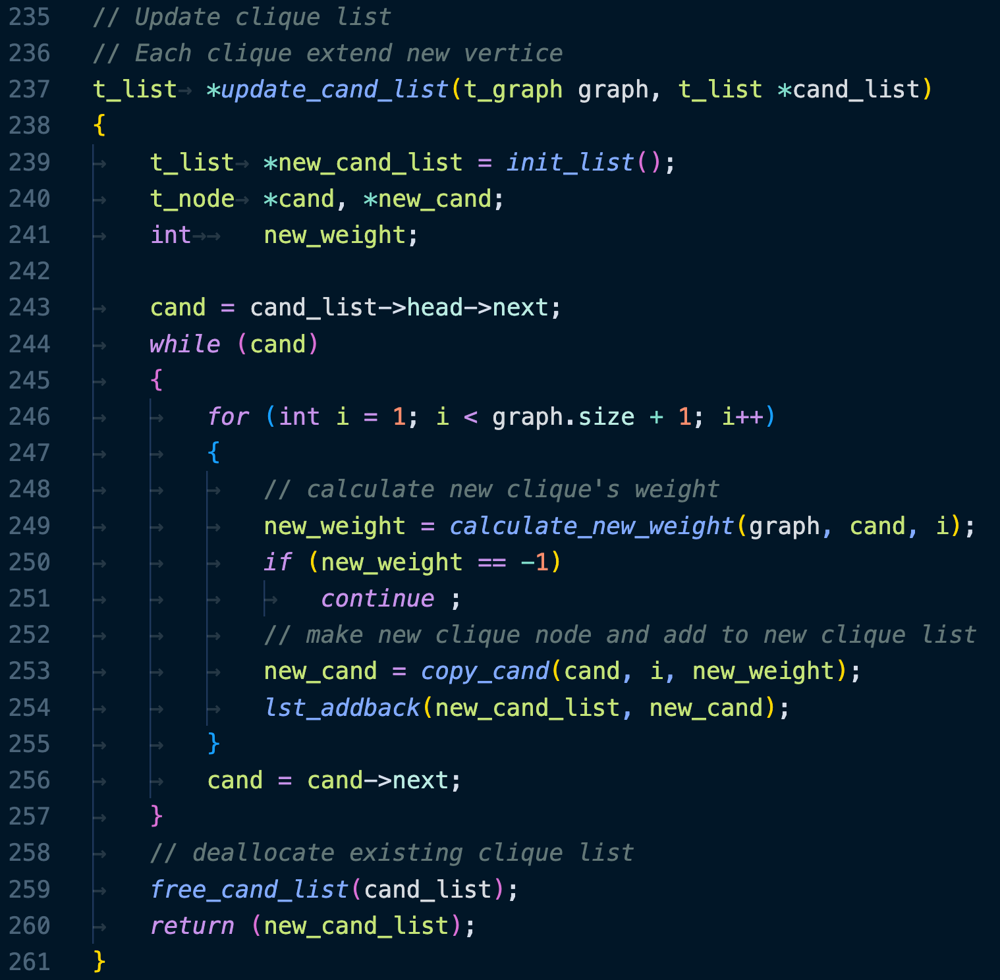 235 // Update clique list
236 // Each clique extend new vertice
237 t_list→ *update_cand_list(t_graph graph, t_list *cand_list)
238 {
239 → t_list→ *new_cand_list = init_list();
240 → t_node→ *cand, *new_cand;
241 → int→→ new_weight;
242
243 → cand = cand_list->head->next;
244 → while (cand)
245 → {
246 → → for (int i = 1; i < graph.size + 1; i++)
247 → → {
248 → → → // calculate new clique's weight
249 → → → new_weight = calculate_new_weight(graph, cand, i);
250 → → → if (new_weight == -1)
251 → → → → continue ;
252 → → → // make new clique node and add to new clique list
253 → → → new_cand = copy_cand(cand, i, new_weight);
254 → → → lst_addback(new_cand_list, new_cand);
255 → → }
256 → → cand = cand->next;
257 → }
258 → // deallocate existing clique list
259 → free_cand_list(cand_list);
260 → return (new_cand_list);
261 }